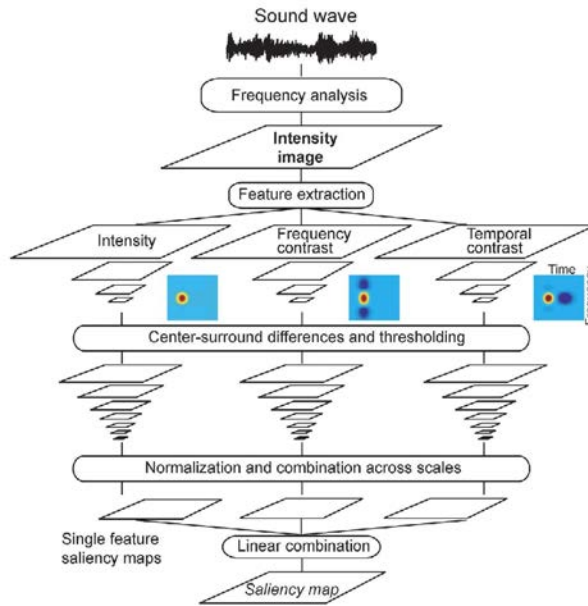 Sound wave
Frequency analysis
Intensity
image
Feature extraction
Intensity
Frequency
contrast
Temporal
contrast
Time
Center-surround differences and thresholding
Normalization and combination across scales
Single feature
saliency maps
Linear combination
Saliency map